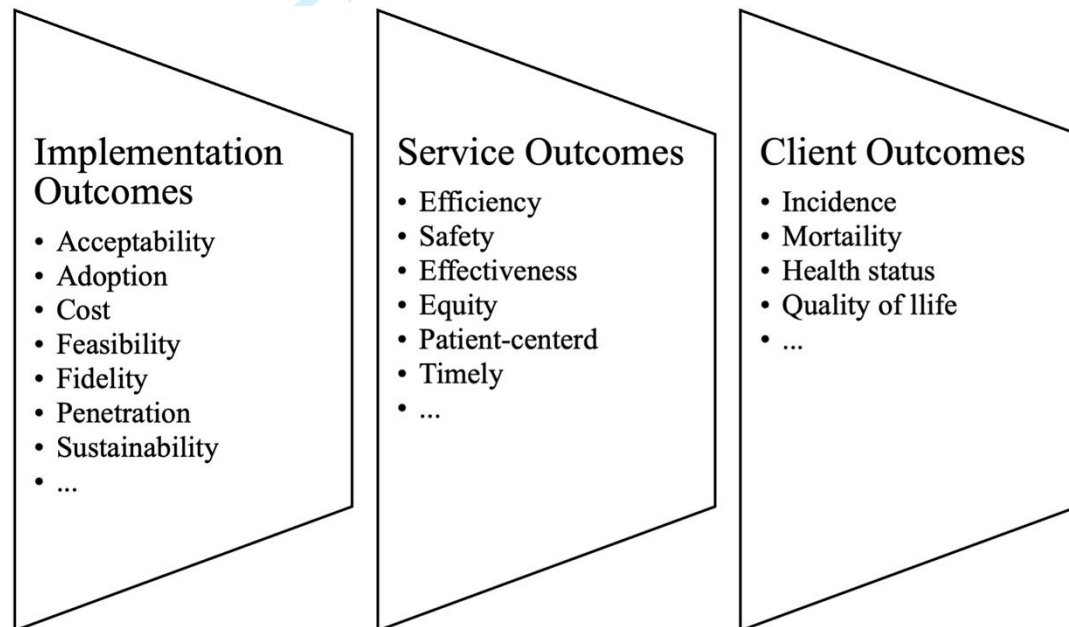 Implementation
Outcomes
• Acceptability
• Adoption
• Cost
• Feasibility
• Fidelity
• Penetration
• Sustainability
• ...
Service Outcomes
• Efficiency
• Safety
• Effectiveness
• Equity
• Patient-centerd
• Timely
• ...
Client Outcomes
• Incidence
• Mortaility
• Health status
• Quality of llife
• ...